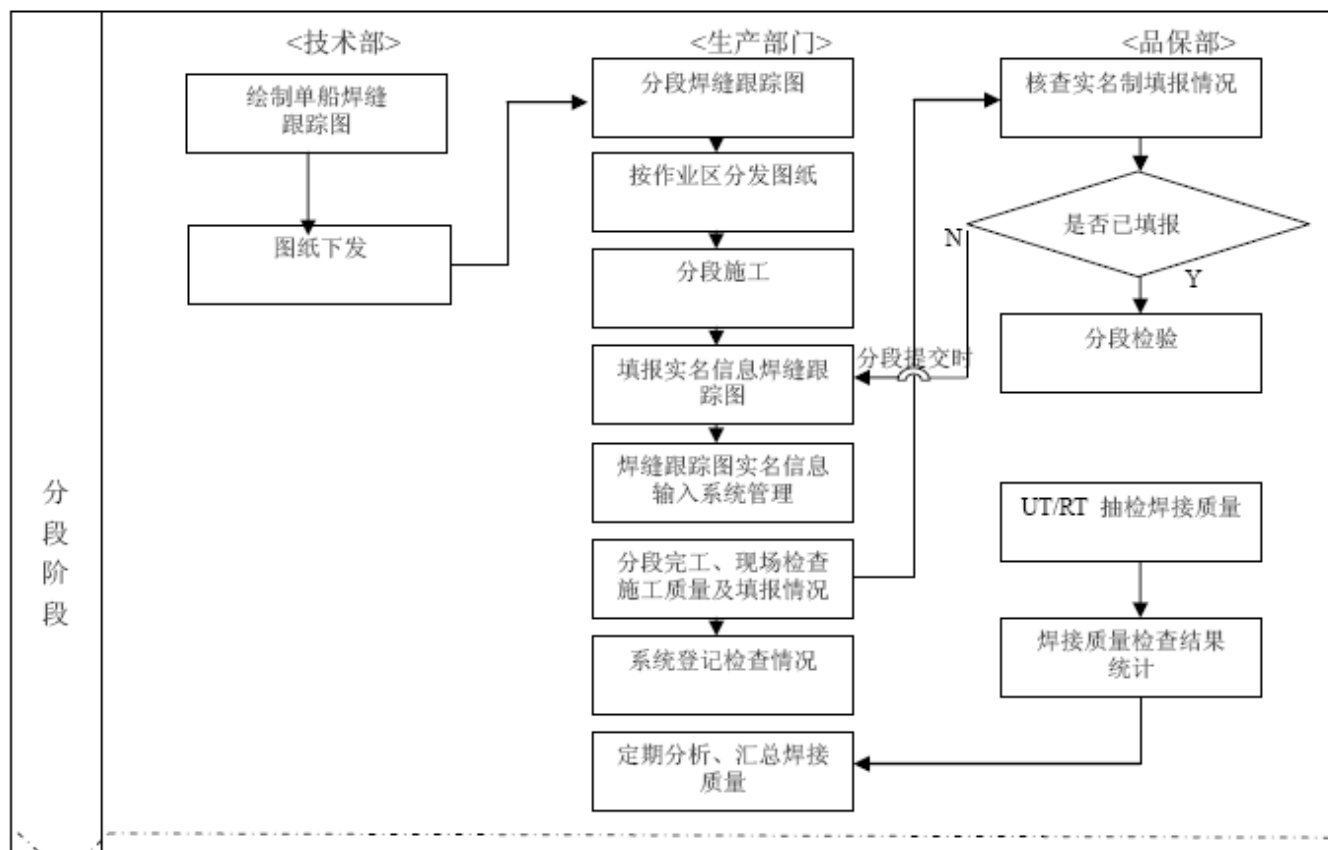 <技术部>
<生产部门>
<品保部>
绘制单船焊缝
跟踪图
图纸下发
分段焊缝跟踪图
按作业区分发图纸
分段施工
填报实名信息焊缝跟
踪图
焊缝跟踪图实名信息
输入系统管理
分段完工、现场检查
施工质量及填报情况
系统登记检查情况
定期分析、汇总焊接
质量
核查实名制填报情况
是否已填报
N
Y
分段检验
分段提交时
UT/RT 抽检焊接质量
焊接质量检查结果
统计
分
段
阶
段